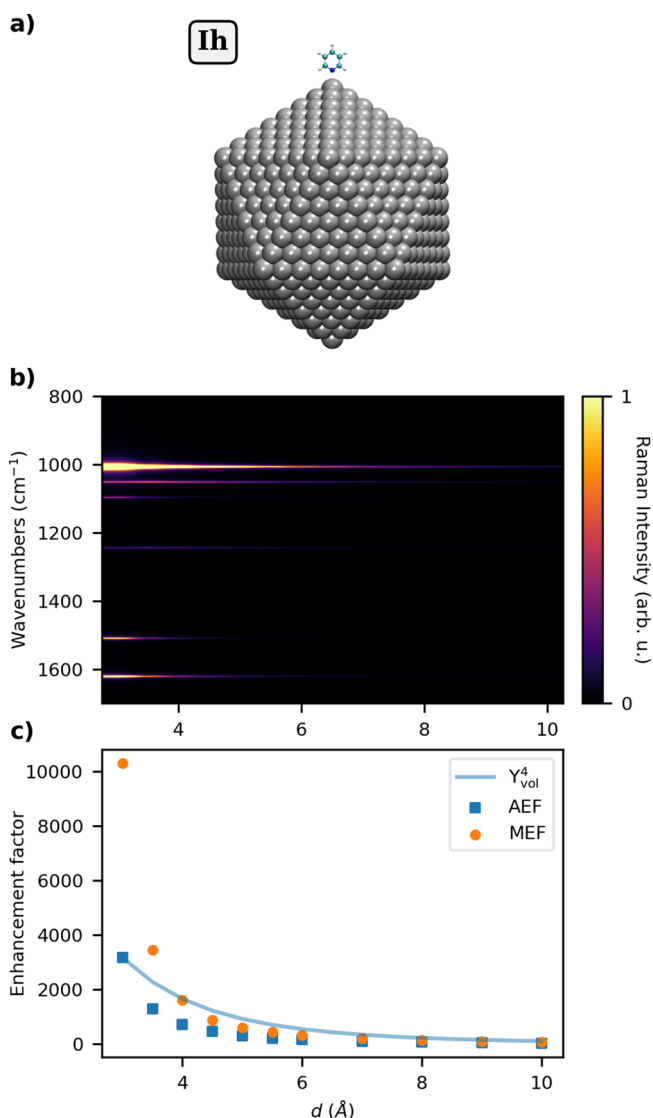 a)
Ih
b)
800
1000
1200
1400
1600
Wavenumbers (cm⁻¹)
4
6
8
10
1
0
Raman Intensity (arb. u.)
c)
10000
8000
6000
4000
2000
0
Enhancement factor
Y⁴vol
AEF
MEF
4
6
8
10
d (Å)